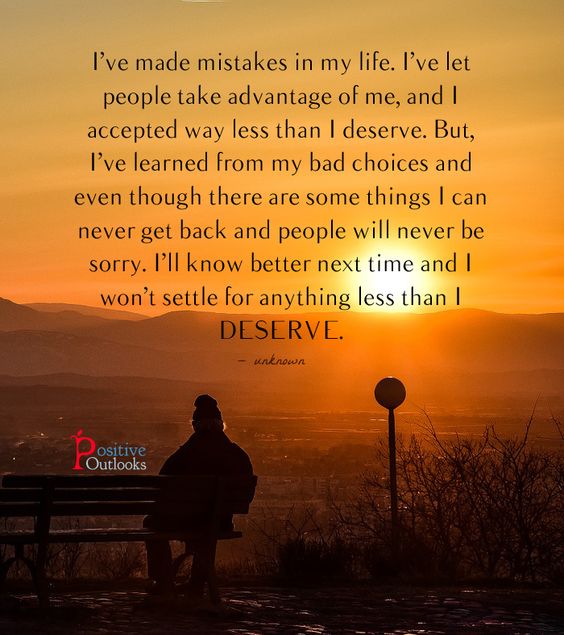 I’ve made mistakes in my life. I’ve let
people take advantage of me, and I
accepted way less than I deserve. But,
I’ve learned from my bad choices and
even though there are some things I can
never get back and people will never be
sorry. I’ll know better next time and I
won’t settle for anything less than I
DESERVE.
– unknown
Positive
Outlooks